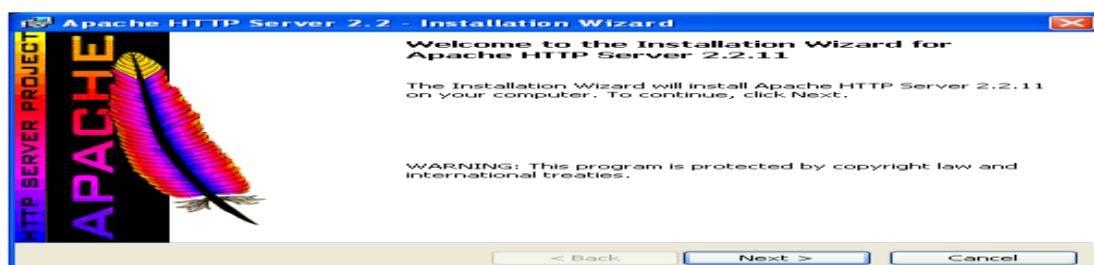 Apache HTTP Server 2.2 - Installation Wizard
HTTP SERVER PROJECT
APACHE
Welcome to the Installation Wizard for
Apache HTTP Server 2.2.11
The Installation Wizard will install Apache HTTP Server 2.2.11
on your computer. To continue, click Next.
WARNING: This program is protected by copyright law and
international treaties.
< Back
Next >
Cancel